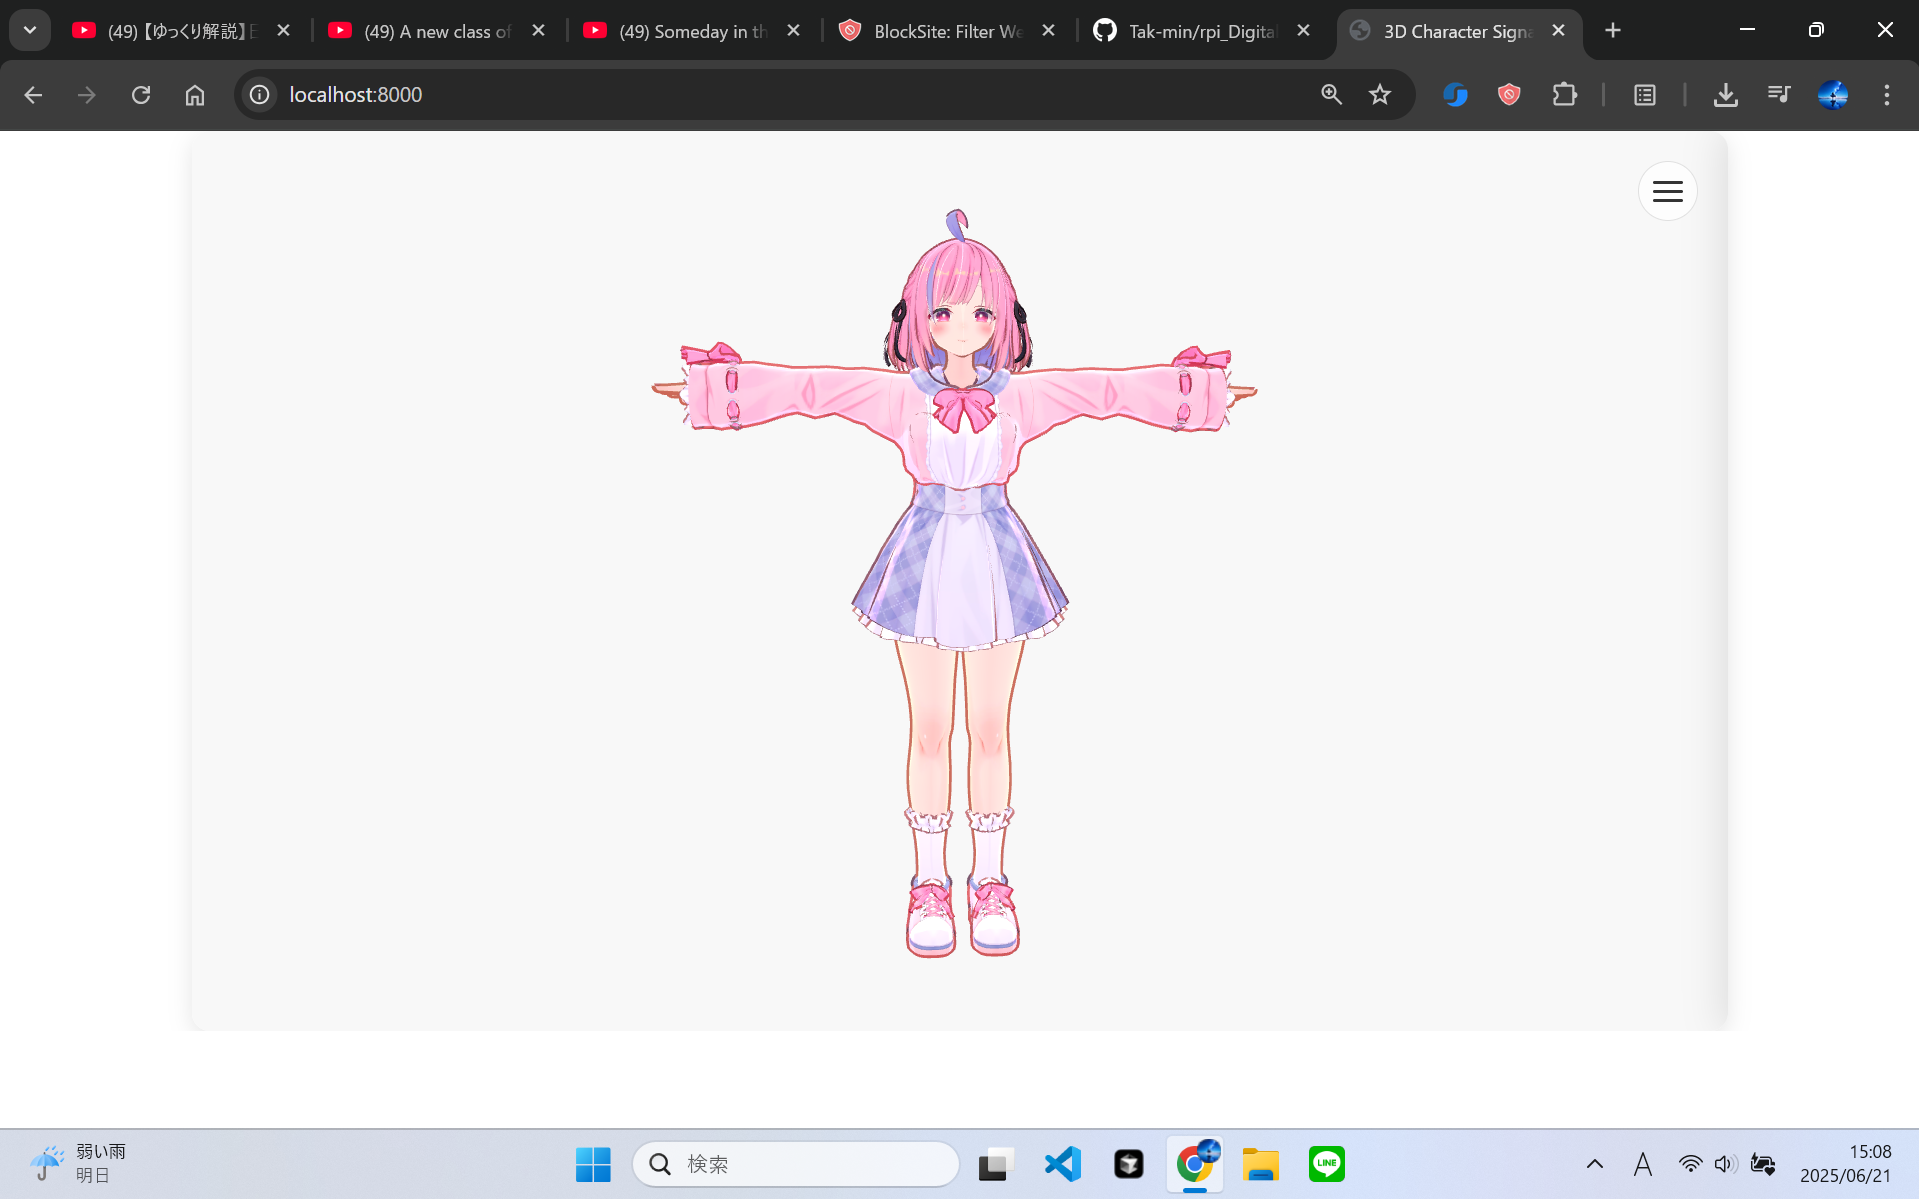 (49)【ゆっくり解説】
(49) A new class of
(49) Someday in th
BlockSite: Filter We
Tak-min/rpi_Digital
3D Character Signa
localhost:8000
弱い雨
明日
検索
LINE
A
15:08
2025/06/21